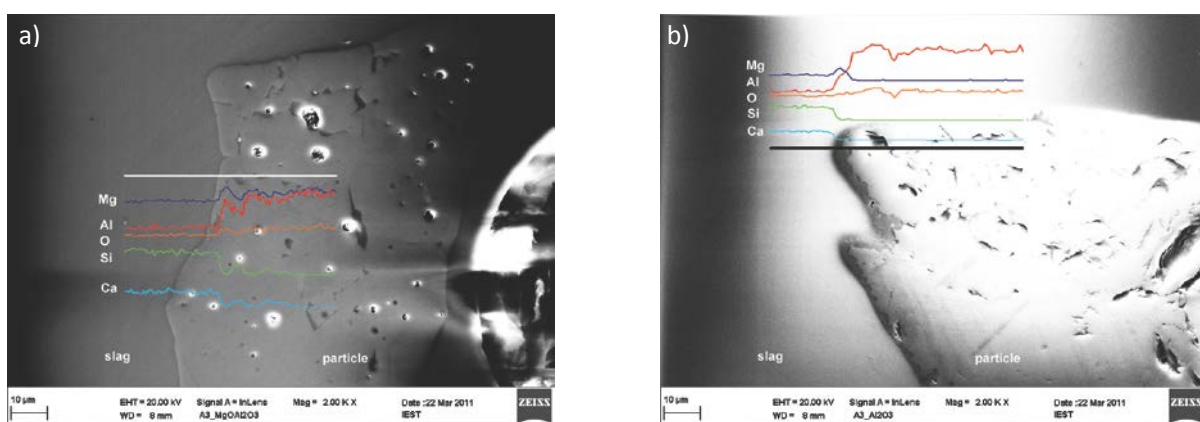 a)
Mg
Al
O
Si
Ca
slag
particle
10 µm
EHT = 20.00 kV Signal A = InLens Mag = 2.00 K X Date :22 Mar 2011
WD = 8 mm A3_MgOAl2O3 IEST
ZEISS
b)
Mg
Al
O
Si
Ca
slag
particle
10 µm
EHT = 20.00 kV Signal A = InLens Mag = 2.00 K X Date :22 Mar 2011
WD = 8 mm A3_Al2O3 IEST
ZEISS